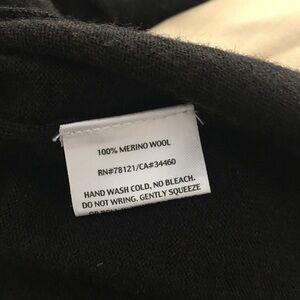 100% MERINO WOOL
RN#78121/CA#34460
HAND WASH COLD, NO BLEACH.
DO NOT WRING. GENTLY SQUEEZE